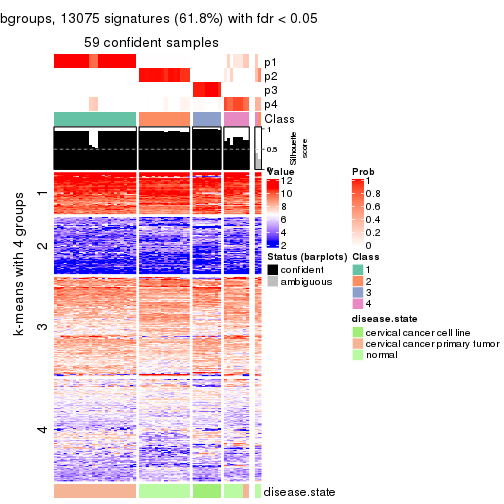 bgroups, 13075 signatures (61.8%) with fdr < 0.05
59 confident samples
p1
p2
p3
p4
Class
1
0.5
0
Silhouette
score
k-means with 4 groups
1
2
3
4
disease.state
Value
12
10
8
6
4
2
Prob
1
0.8
0.6
0.4
0.2
0
Status (barplots)
confident
ambiguous
Class
1
2
3
4
disease.state
cervical cancer cell line
cervical cancer primary tumor
normal